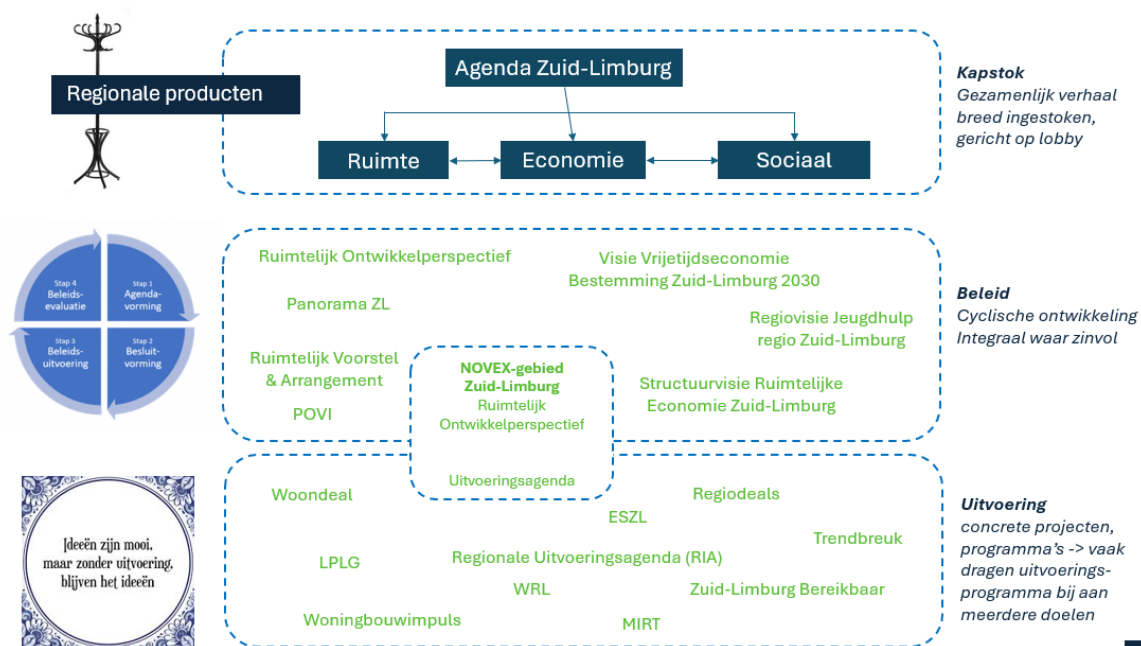 Regionale producten
Agenda Zuid-Limburg
Ruimte
Economie
Sociaal
Kapstok
Gezamenlijk verhaal
breed ingestoken,
gericht op lobby
Stap 4
Beleids-
evaluatie
Stap 1
Agenda-
vorming
Stap 3
Beleids-
uitvoering
Stap 2
Besluit-
vorming
Ruimtelijk Ontwikkelperspectief
Visie Vrijetijdseconomie
Bestemming Zuid-Limburg 2030
Panorama ZL
Regiovisie Jeugdhulp
regio Zuid-Limburg
Ruimtelijk Voorstel
& Arrangement
POVI
NOVEX-gebied
Zuid-Limburg
Ruimtelijk
Ontwikkelperspectief
Uitvoeringsagenda
Structuurvisie Ruimtelijke
Economie Zuid-Limburg
Beleid
Cyclische ontwikkeling
Integraal waar zinvol
Ideeën zijn mooi,
maar zonder uitvoering,
blijven het ideeën
Woondeal
Regiodeals
ESZL
Trendbreuk
LPLG
Regionale Uitvoeringsagenda (RIA)
WRL
Zuid-Limburg Bereikbaar
Woningbouwimpuls
MIRT
Uitvoering
concrete projecten,
programma's -> vaak
dragen uitvoerings-
programma bij aan
meerdere doelen